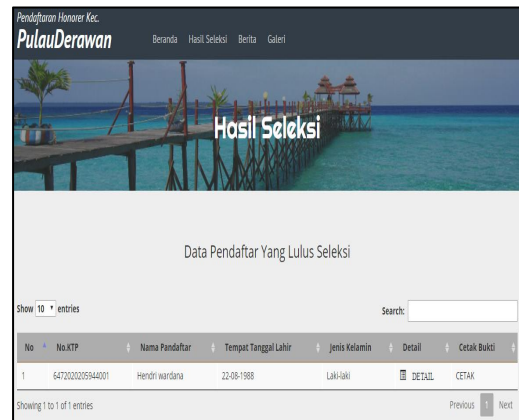 Pendaftaran Honorer Kec.
PulauDerawan
Beranda Hasil Seleksi Berita Galeri
Hasil Seleksi
Data Pendaftar Yang Lulus Seleksi
Show 10 entries Search:
No No.KTP Nama Pandaftar Tempat Tanggal Lahir Jenis Kelamin Detail Cetak Bukti
1 6472020205944001 Hendri wardana 22-08-1988 Laki-laki DETAIL CETAK
Showing 1 to 1 of 1 entries Previous 1 Next